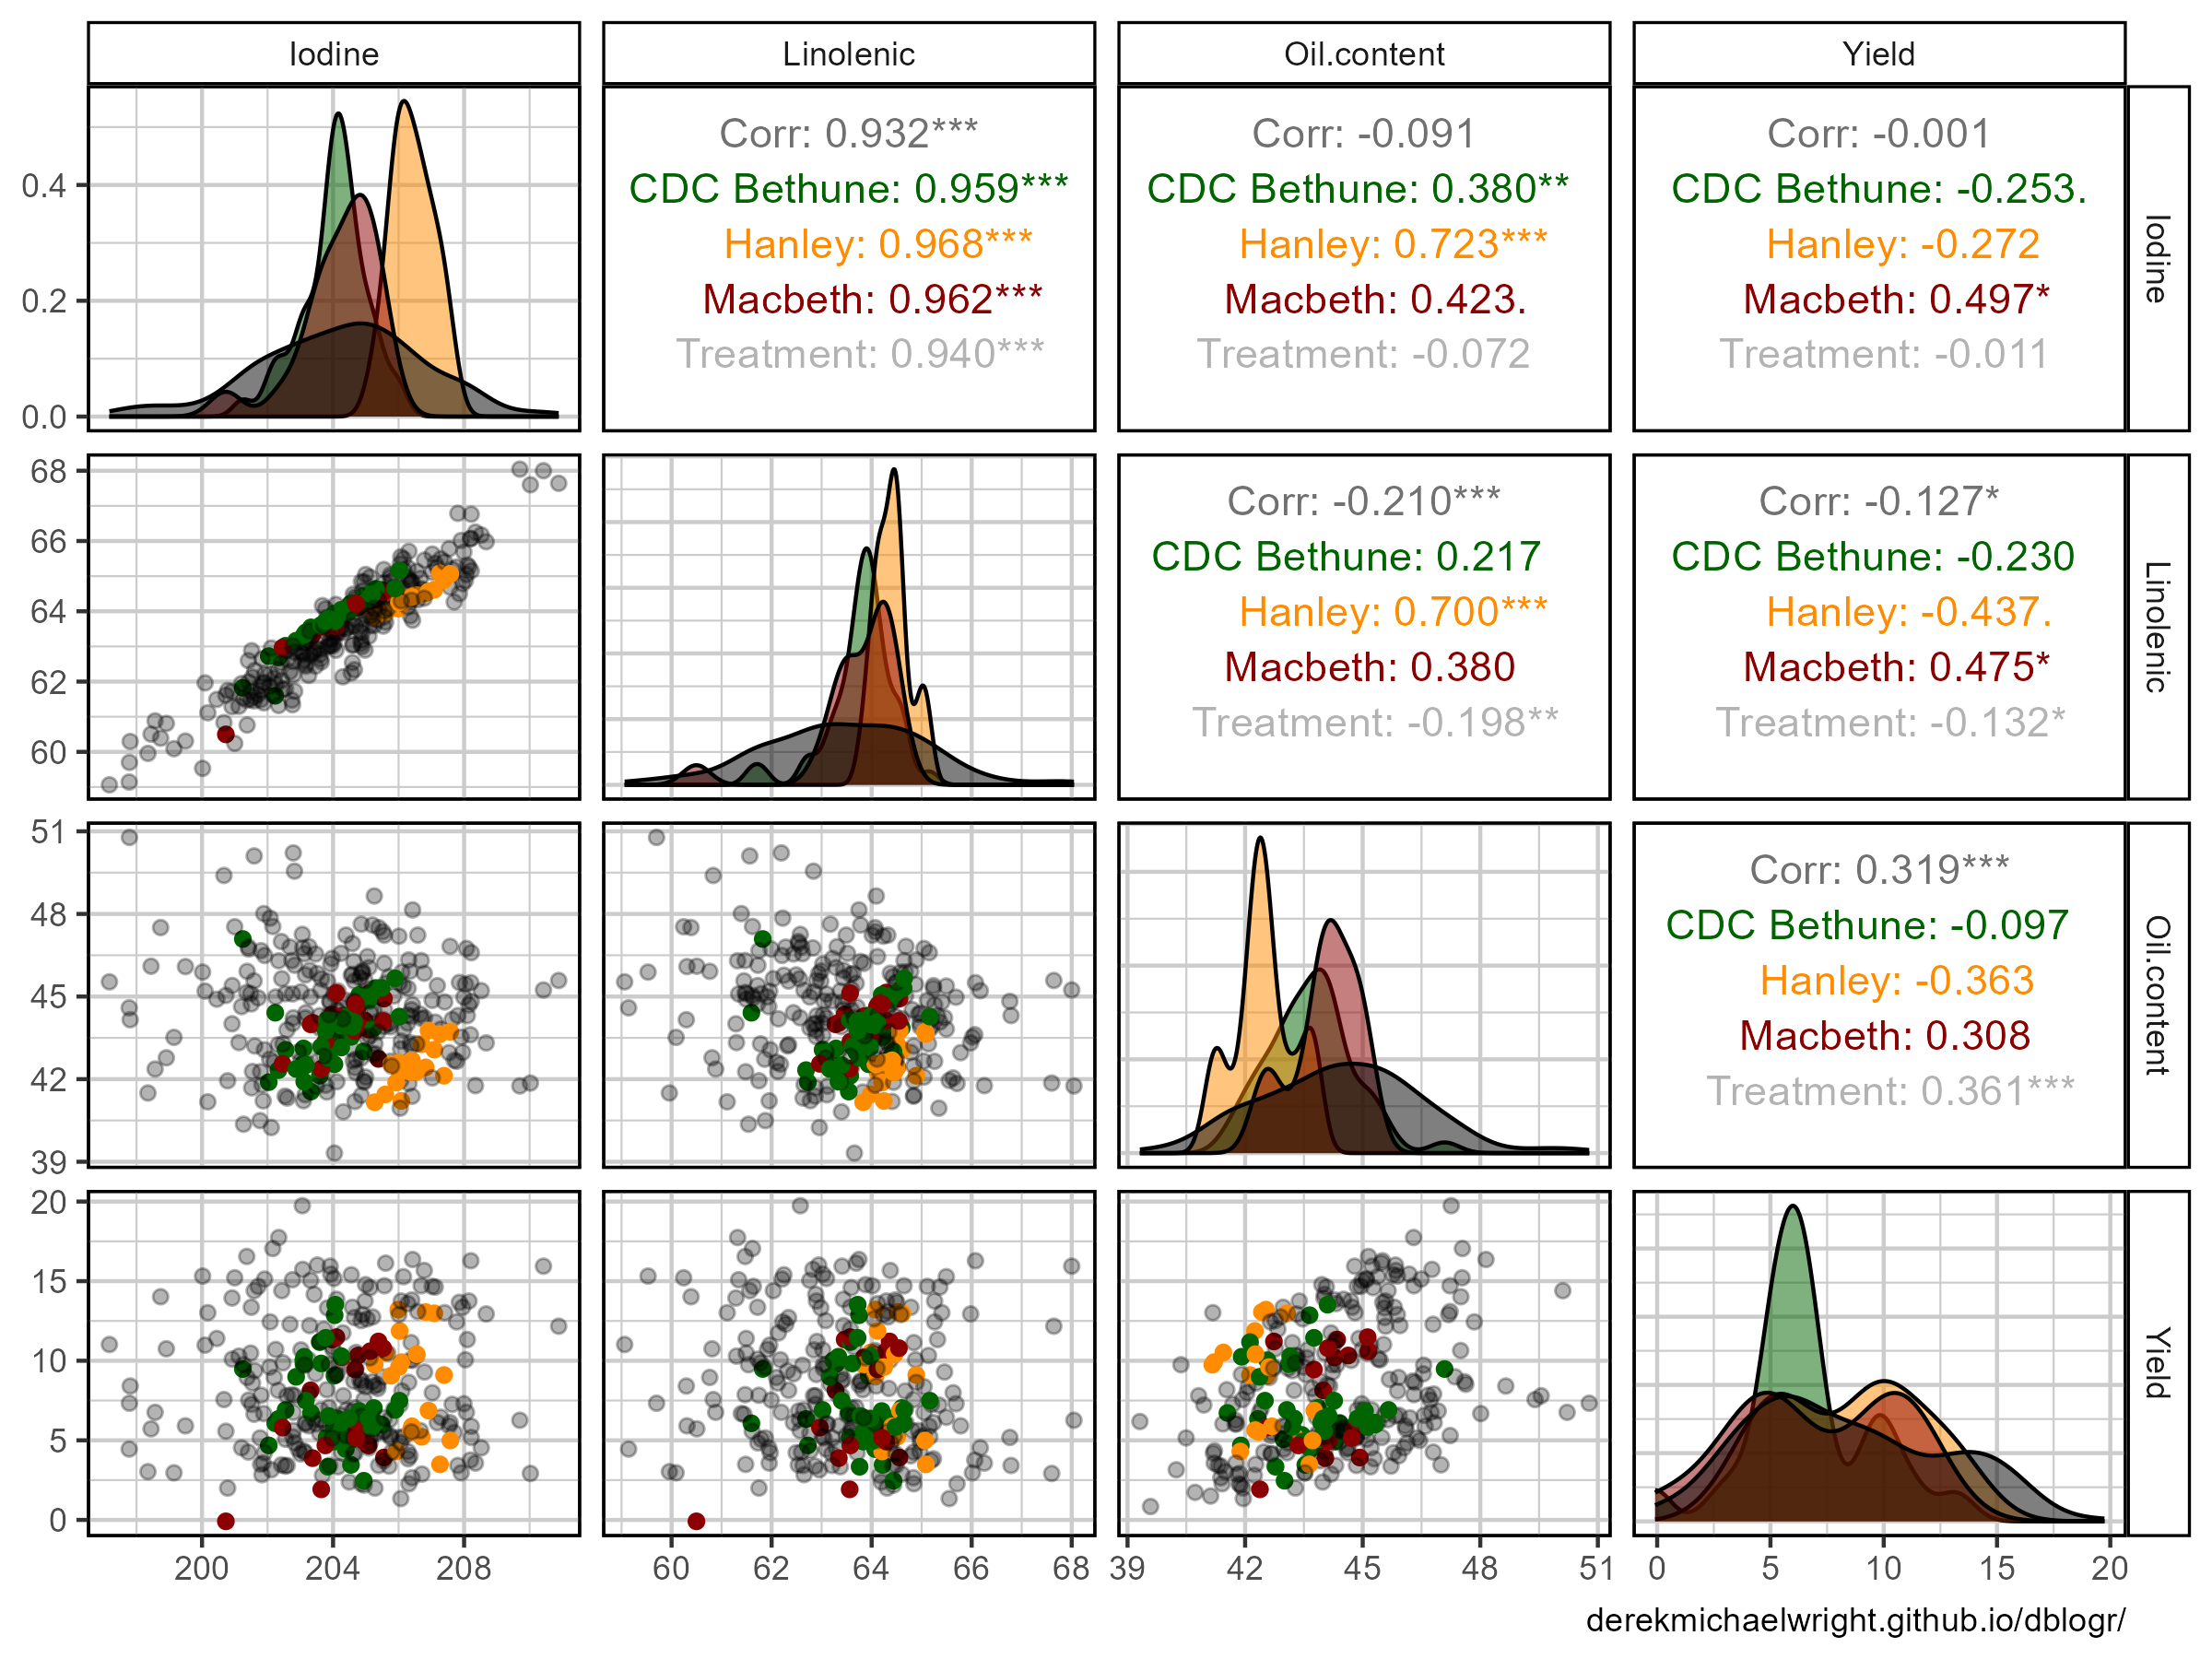 Iodine
Linolenic
Oil.content
Yield
0.4
0.2
0.0
Corr: 0.932***
CDC Bethune: 0.959***
Hanley: 0.968***
Macbeth: 0.962***
Treatment: 0.940***
Corr: -0.091
CDC Bethune: 0.380**
Hanley: 0.723***
Macbeth: 0.423.
Treatment: -0.072
Corr: -0.001
CDC Bethune: -0.253.
Hanley: -0.272
Macbeth: 0.497*
Treatment: -0.011
Iodine
68
66
64
62
60
Corr: -0.210***
CDC Bethune: 0.217
Hanley: 0.700***
Macbeth: 0.380
Treatment: -0.198**
Corr: -0.127*
CDC Bethune: -0.230
Hanley: -0.437.
Macbeth: 0.475*
Treatment: -0.132*
Linolenic
51
48
45
42
39
Corr: 0.319***
CDC Bethune: -0.097
Hanley: -0.363
Macbeth: 0.308
Treatment: 0.361***
Oil.content
20
15
10
5
0
Yield
200 204 208
60 62 64 66 68
39 42 45 48 51
0 5 10 15 20
derekmichaelwright.github.io/dblogr/